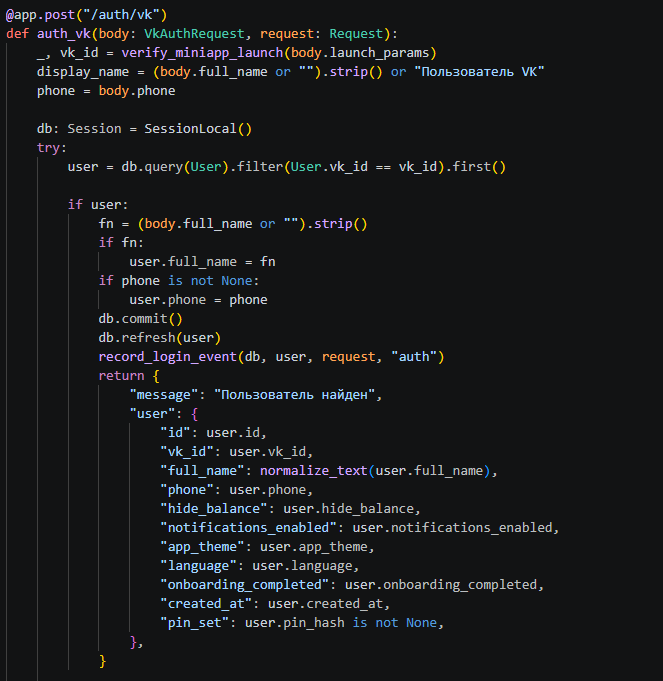 @app.post("/auth/vk")
def auth_vk(body: VkAuthRequest, request: Request):
    _, vk_id = verify_miniapp_launch(body.launch_params)
    display_name = (body.full_name or "").strip() or "Пользователь VK"
    phone = body.phone

    db: Session = SessionLocal()
    try:
        user = db.query(User).filter(User.vk_id == vk_id).first()

        if user:
            fn = (body.full_name or "").strip()
            if fn:
                user.full_name = fn
            if phone is not None:
                user.phone = phone
            db.commit()
            db.refresh(user)
            record_login_event(db, user, request, "auth")
            return {
                "message": "Пользователь найден",
                "user": {
                    "id": user.id,
                    "vk_id": user.vk_id,
                    "full_name": normalize_text(user.full_name),
                    "phone": user.phone,
                    "hide_balance": user.hide_balance,
                    "notifications_enabled": user.notifications_enabled,
                    "app_theme": user.app_theme,
                    "language": user.language,
                    "onboarding_completed": user.onboarding_completed,
                    "created_at": user.created_at,
                    "pin_set": user.pin_hash is not None,
                },
            }